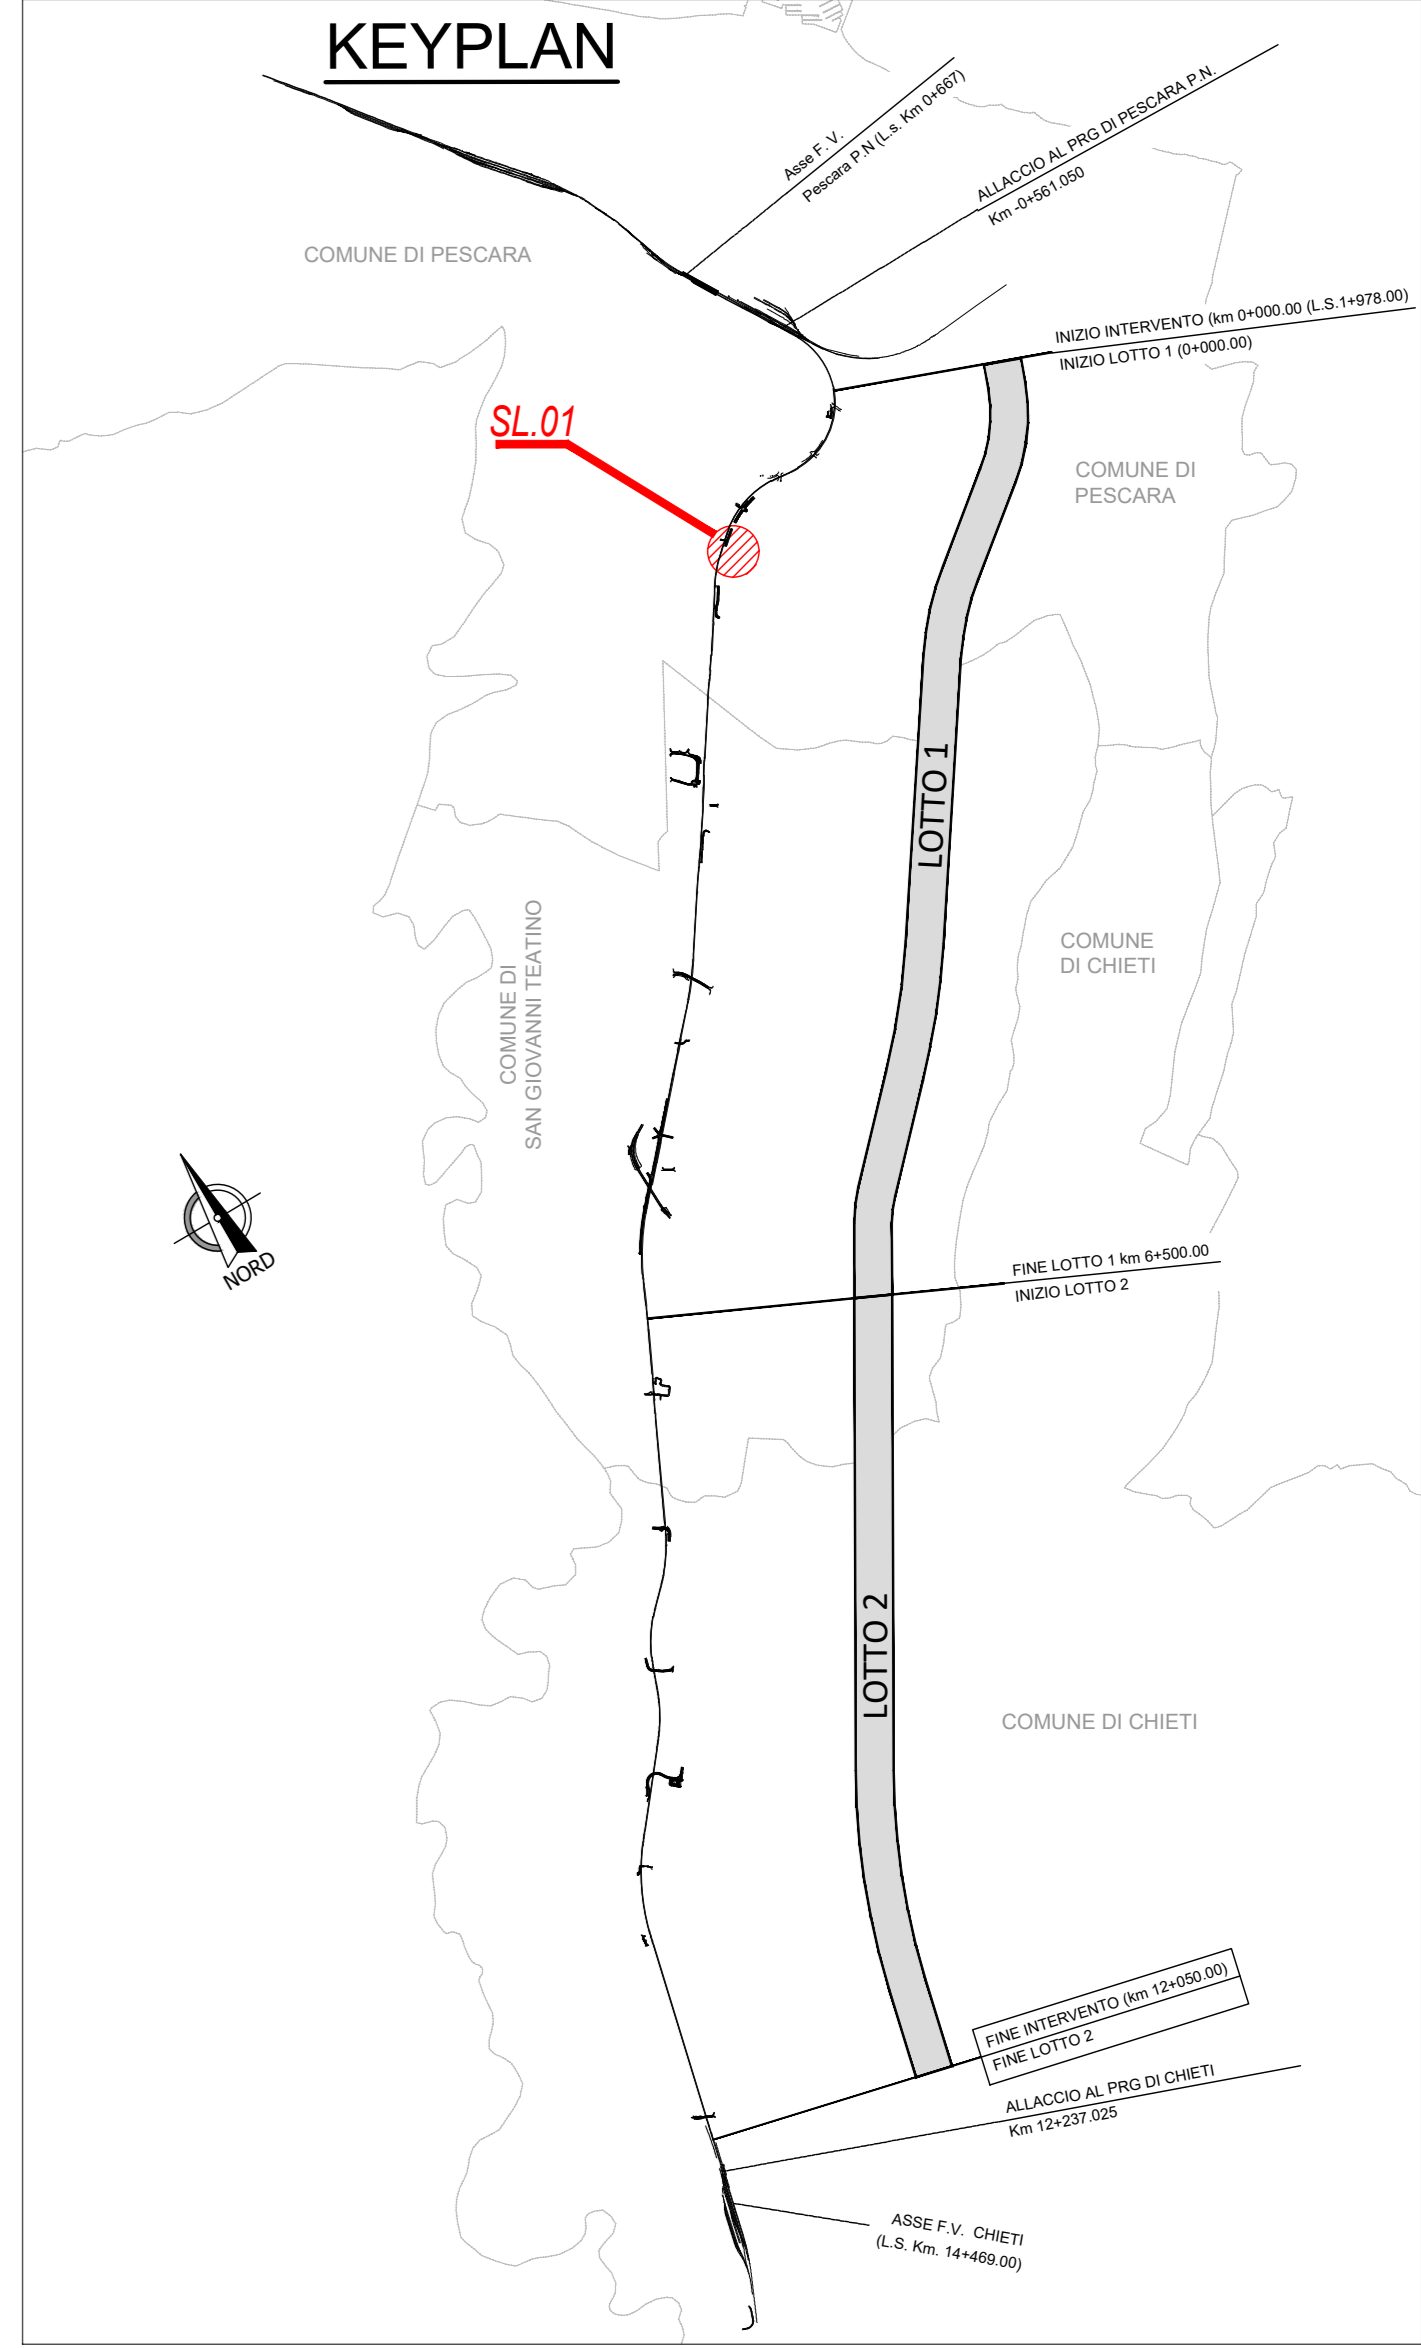 KEYPLAN
Asse F. V.
Pescara P.N (L.s. Km 0+667)
ALLACCIO AL PRG DI PESCARA P.N.
Km -0+561.050
COMUNE DI PESCARA
INIZIO INTERVENTO (km 0+000.00 (L.S.1+978.00)
INIZIO LOTTO 1 (0+000.00)
SL.01
COMUNE DI
PESCARA
LOTTO 1
COMUNE DI
SAN GIOVANNI TEATINO
COMUNE
DI CHIETI
NORD
FINE LOTTO 1 km 6+500.00
INIZIO LOTTO 2
LOTTO 2
COMUNE DI CHIETI
FINE INTERVENTO (km 12+050.00)
FINE LOTTO 2
ALLACCIO AL PRG DI CHIETI
Km 12+237.025
ASSE F.V. CHIETI
(L.S. Km. 14+469.00)